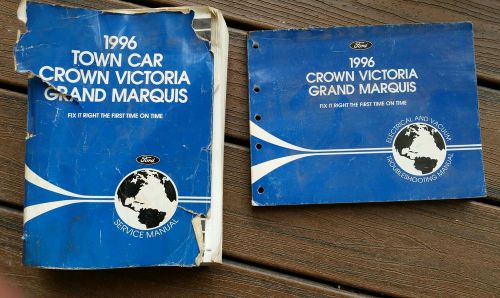 1996
TOWN CAR
CROWN VICTORIA
GRAND MARQUIS
FIX IT RIGHT THE FIRST TIME ON TIME
Ford
SERVICE MANUAL
Ford
1996
CROWN VICTORIA
GRAND MARQUIS
FIX IT RIGHT THE FIRST TIME ON TIME
ELECTRICAL AND VACUUM
TROUBLESHOOTING MANUAL